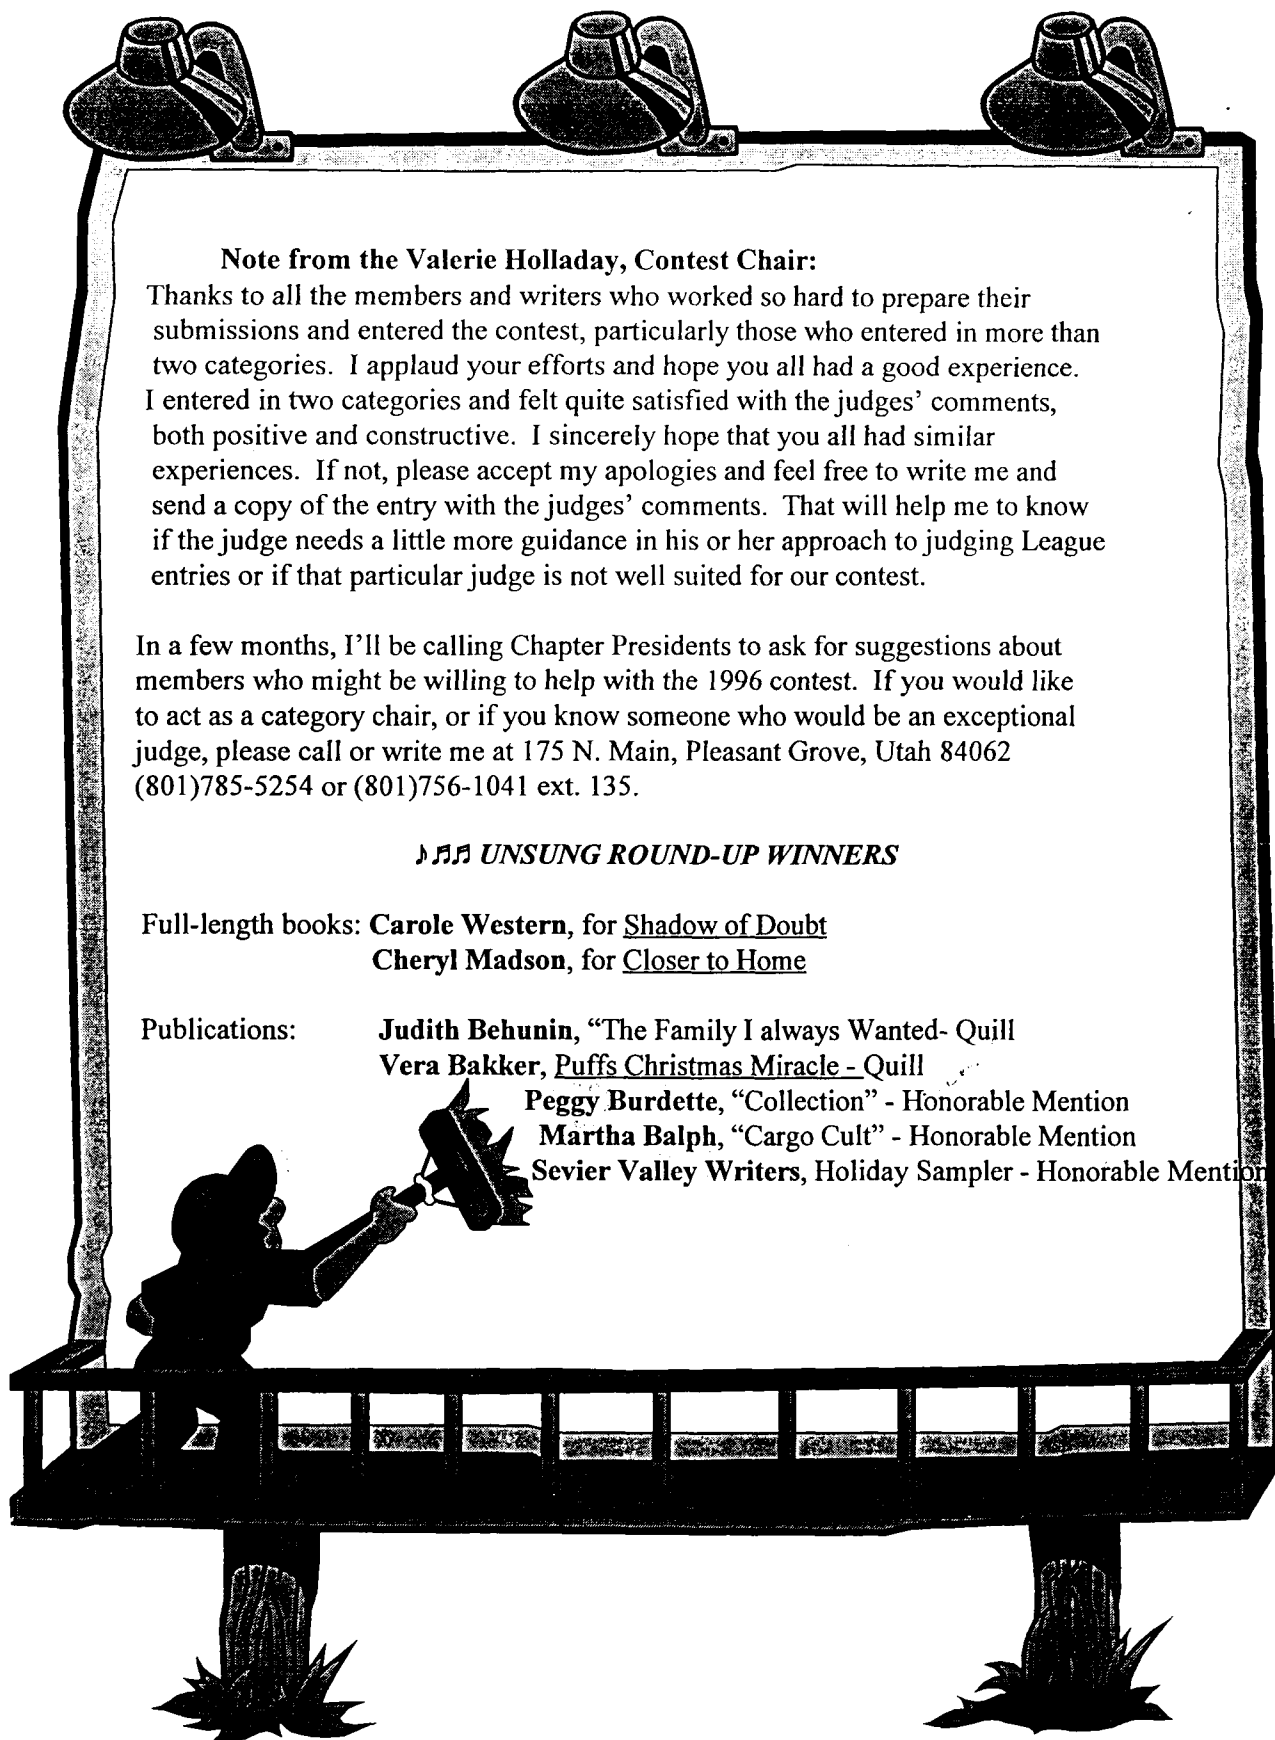 Note from the Valerie Holladay, Contest Chair:
Thanks to all the members and writers who worked so hard to prepare their
submissions and entered the contest, particularly those who entered in more than
two categories. I applaud your efforts and hope you all had a good experience.
I entered in two categories and felt quite satisfied with the judges' comments,
both positive and constructive. I sincerely hope that you all had similar
experiences. If not, please accept my apologies and feel free to write me and
send a copy of the entry with the judges' comments. That will help me to know
if the judge needs a little more guidance in his or her approach to judging League
entries or if that particular judge is not well suited for our contest.
In a few months, I'll be calling Chapter Presidents to ask for suggestions about
members who might be willing to help with the 1996 contest. If you would like
to act as a category chair, or if you know someone who would be an exceptional
judge, please call or write me at 175 N. Main, Pleasant Grove, Utah 84062
(801)785-5254 or (801)756-1041 ext. 135.
♪♬♬ UNSUNG ROUND-UP WINNERS
Full-length books: Carole Western, for Shadow of Doubt
Cheryl Madson, for Closer to Home
Publications: Judith Behunin, “The Family I always Wanted- Quill
Vera Bakker, Puffs Christmas Miracle - Quill
Peggy Burdette, “Collection” - Honorable Mention
Martha Balph, “Cargo Cult” - Honorable Mention
Sevier Valley Writers, Holiday Sampler - Honorable Mention